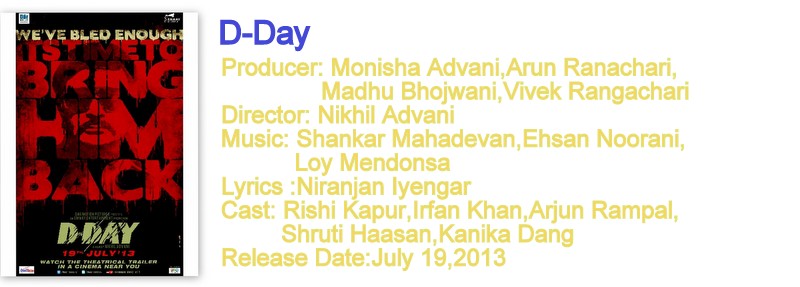 WE'VE BLED ENOUGH
ITS TIME TO
BRING
HIM
BACK
D-DAY
19TH JULY '13
WATCH THE THEATRICAL TRAILER
IN A CINEMA NEAR YOU
D-Day
Producer: Monisha Advani,Arun Ranachari,
Madhu Bhojwani,Vivek Rangachari
Director: Nikhil Advani
Music: Shankar Mahadevan,Ehsan Noorani,
Loy Mendonsa
Lyrics :Niranjan Iyengar
Cast: Rishi Kapur,Irfan Khan,Arjun Rampal,
Shruti Haasan,Kanika Dang
Release Date:July 19,2013